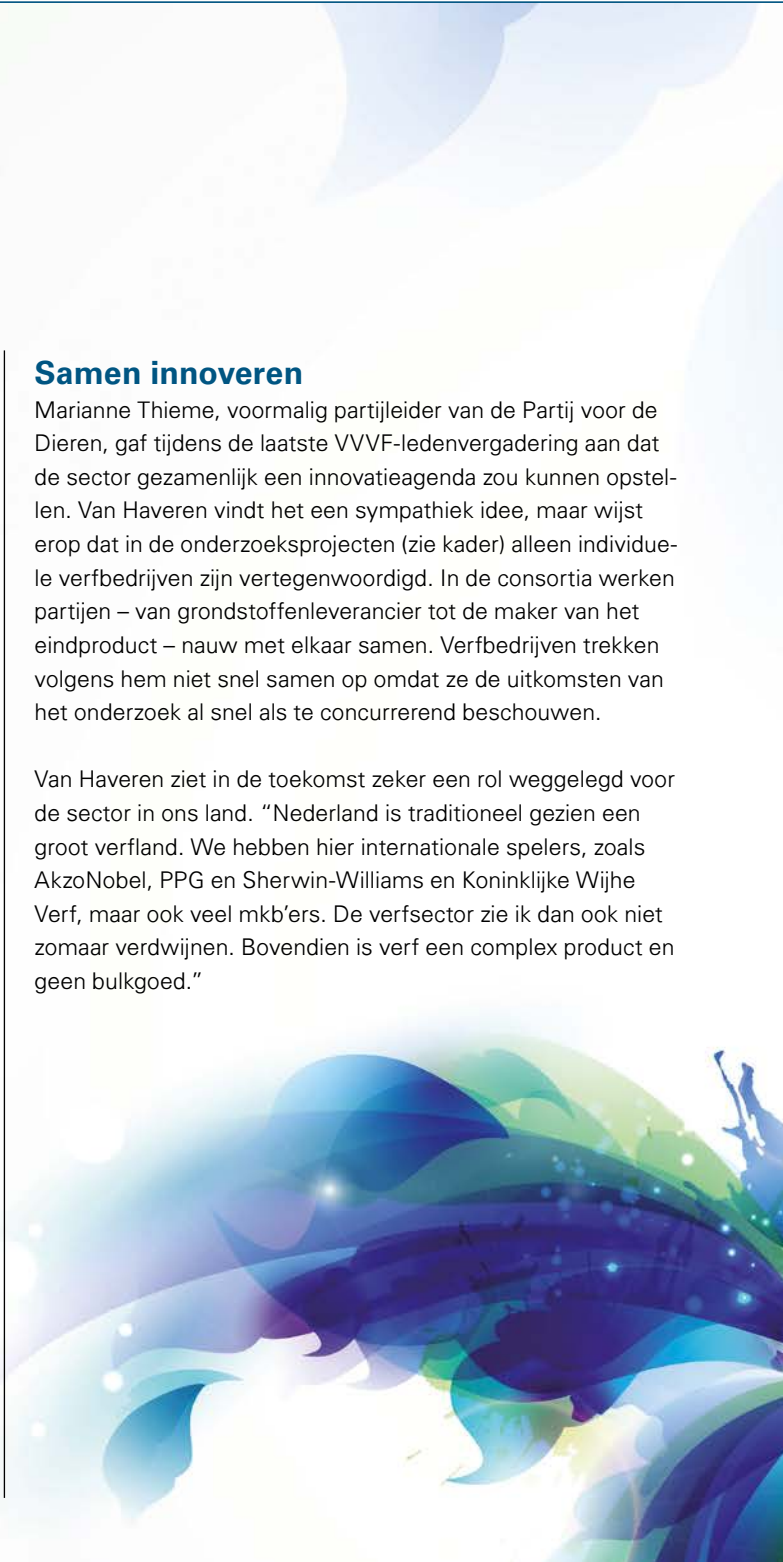 Samen innoveren
Marianne Thieme, voormalig partijleider van de Partij voor de
Dieren, gaf tijdens de laatste VVVF-ledenvergadering aan dat
de sector gezamenlijk een innovatieagenda zou kunnen opstel-
len. Van Haveren vindt het een sympathiek idee, maar wijst
erop dat in de onderzoeksprojecten (zie kader) alleen individue-
le verfbedrijven zijn vertegenwoordigd. In de consortia werken
partijen – van grondstoffenleverancier tot de maker van het
eindproduct – nauw met elkaar samen. Verfbedrijven trekken
volgens hem niet snel samen op omdat ze de uitkomsten van
het onderzoek al snel als te concurrerend beschouwen.
Van Haveren ziet in de toekomst zeker een rol weggelegd voor
de sector in ons land. “Nederland is traditioneel gezien een
groot verfland. We hebben hier internationale spelers, zoals
AkzoNobel, PPG en Sherwin-Williams en Koninklijke Wijhe
Verf, maar ook veel mkb’ers. De verfsector zie ik dan ook niet
zomaar verdwijnen. Bovendien is verf een complex product en
geen bulkgoed.”